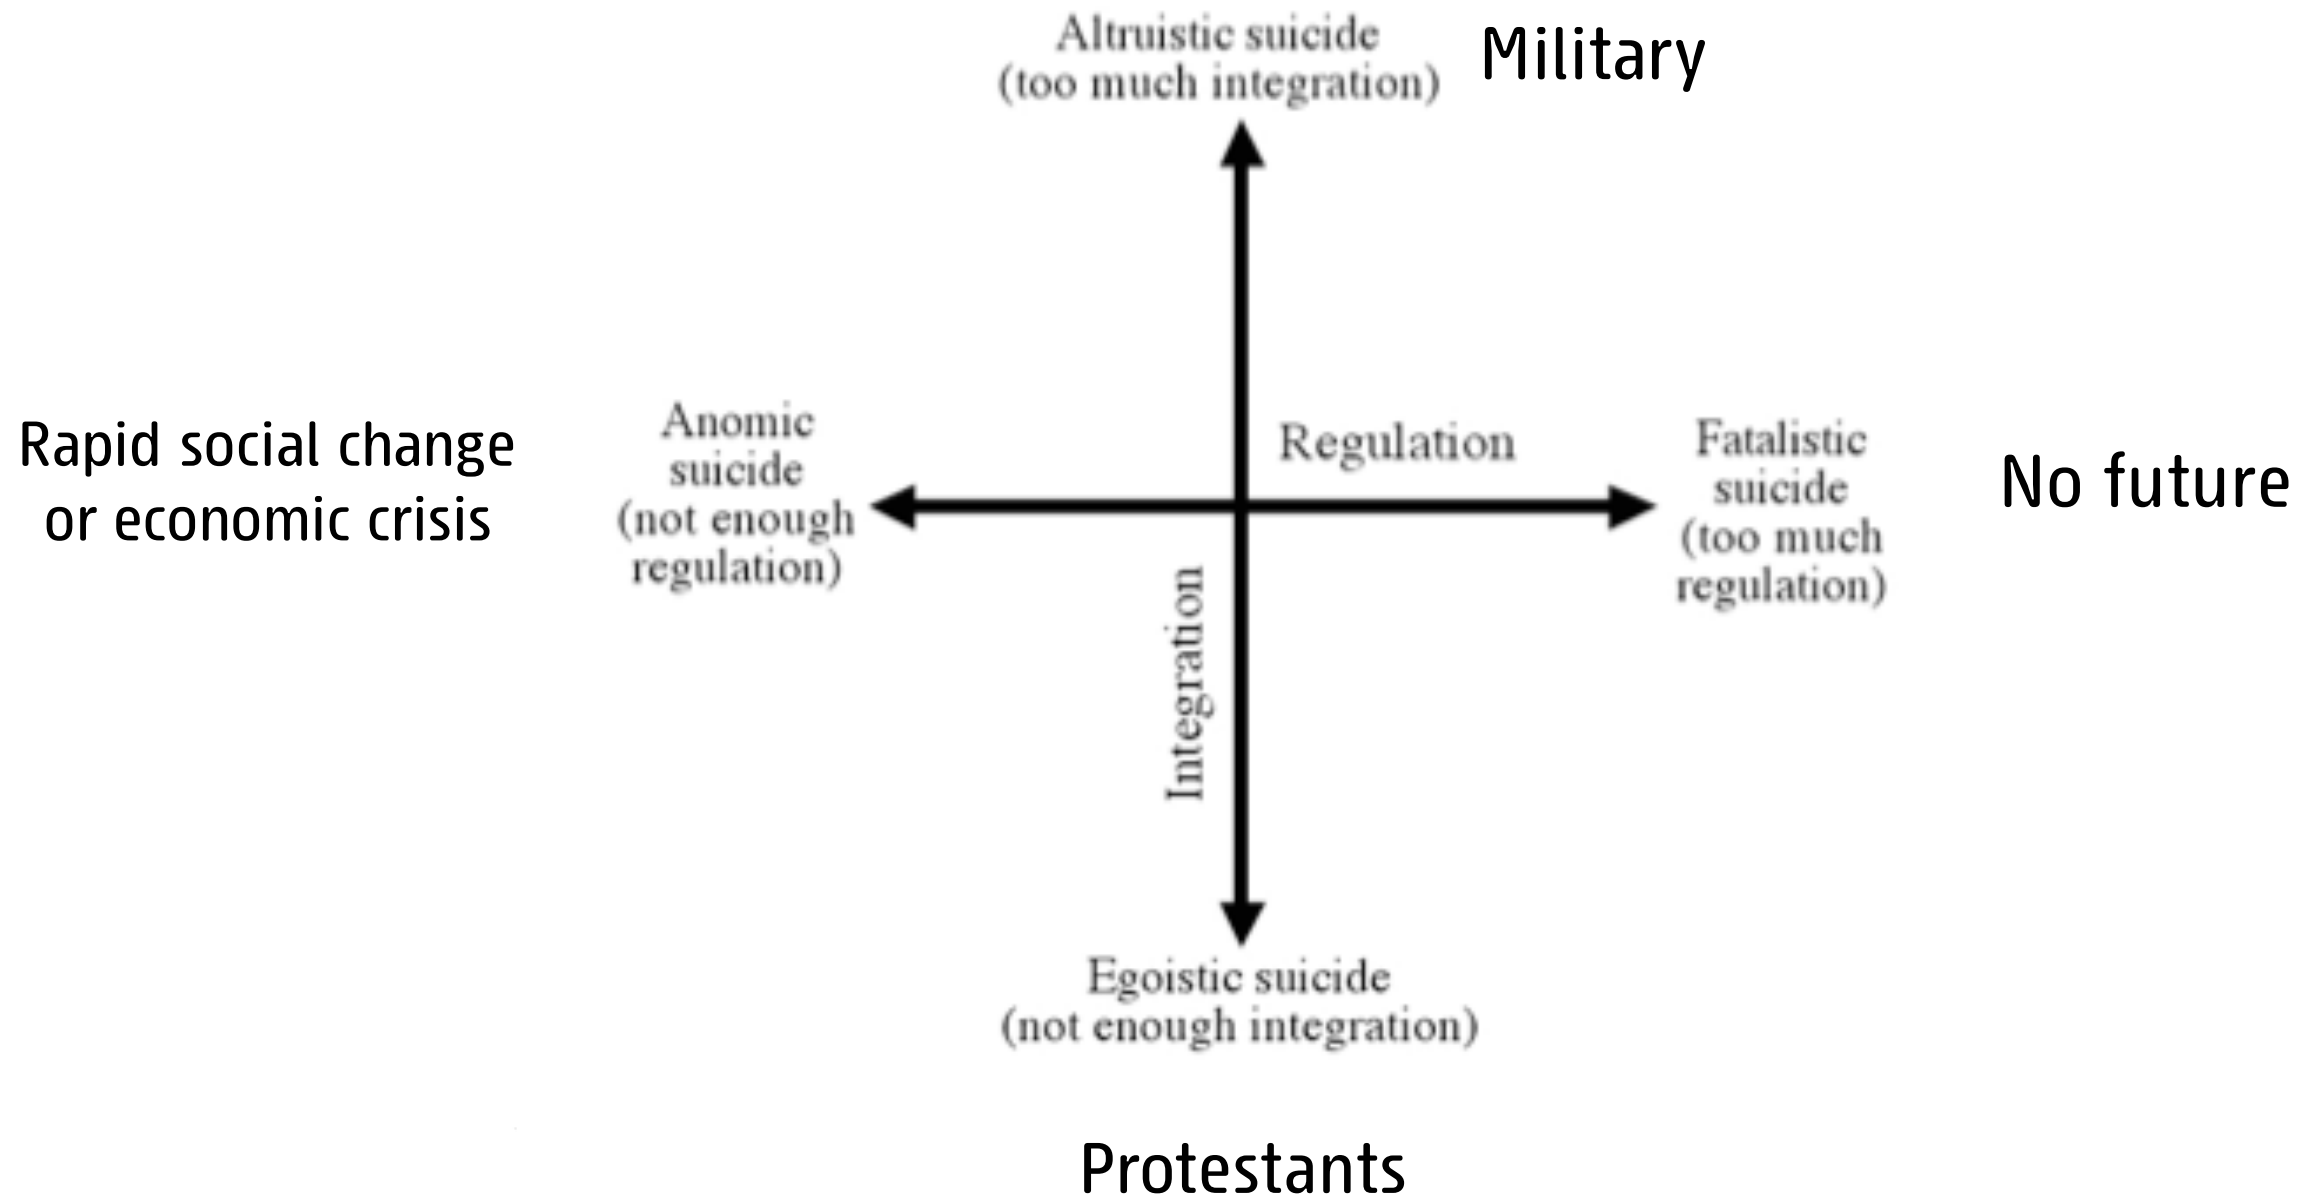 Altruistic suicide
(too much integration)
Military
Rapid social change
or economic crisis
Anomic
suicide
(not enough
regulation)
Regulation
Fatalistic
suicide
(too much
regulation)
No future
Integration
Egoistic suicide
(not enough integration)
Protestants